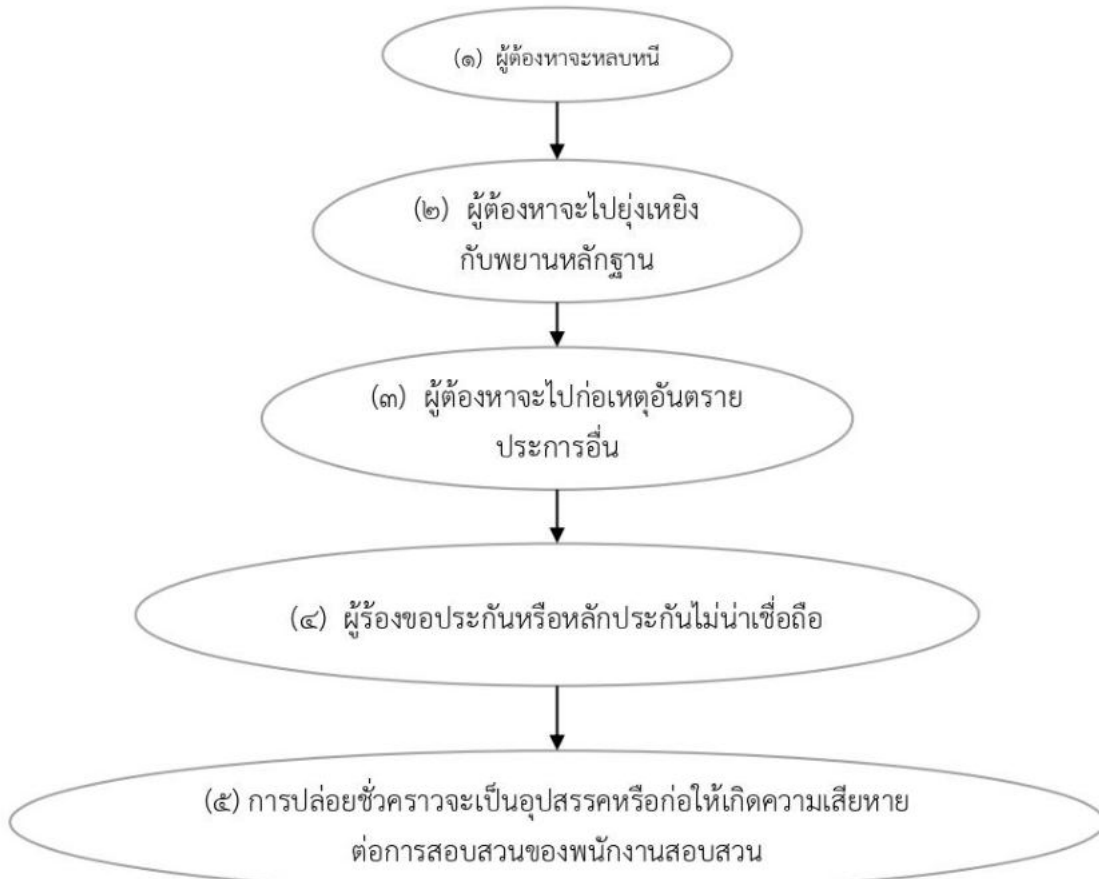 (๑) ผู้ต้องหาจะหลบหนี
(๒) ผู้ต้องหาจะไปยุ่งเหยิง
กับพยานหลักฐาน
(๓) ผู้ต้องหาจะไปก่อเหตุอันตราย
ประการอื่น
(๔) ผู้ร้องขอประกันหรือหลักประกันไม่น่าเชื่อถือ
(๕) การปล่อยชั่วคราวจะเป็นอุปสรรคหรือก่อให้เกิดความเสียหาย
ต่อการสอบสวนของพนักงานสอบสวน